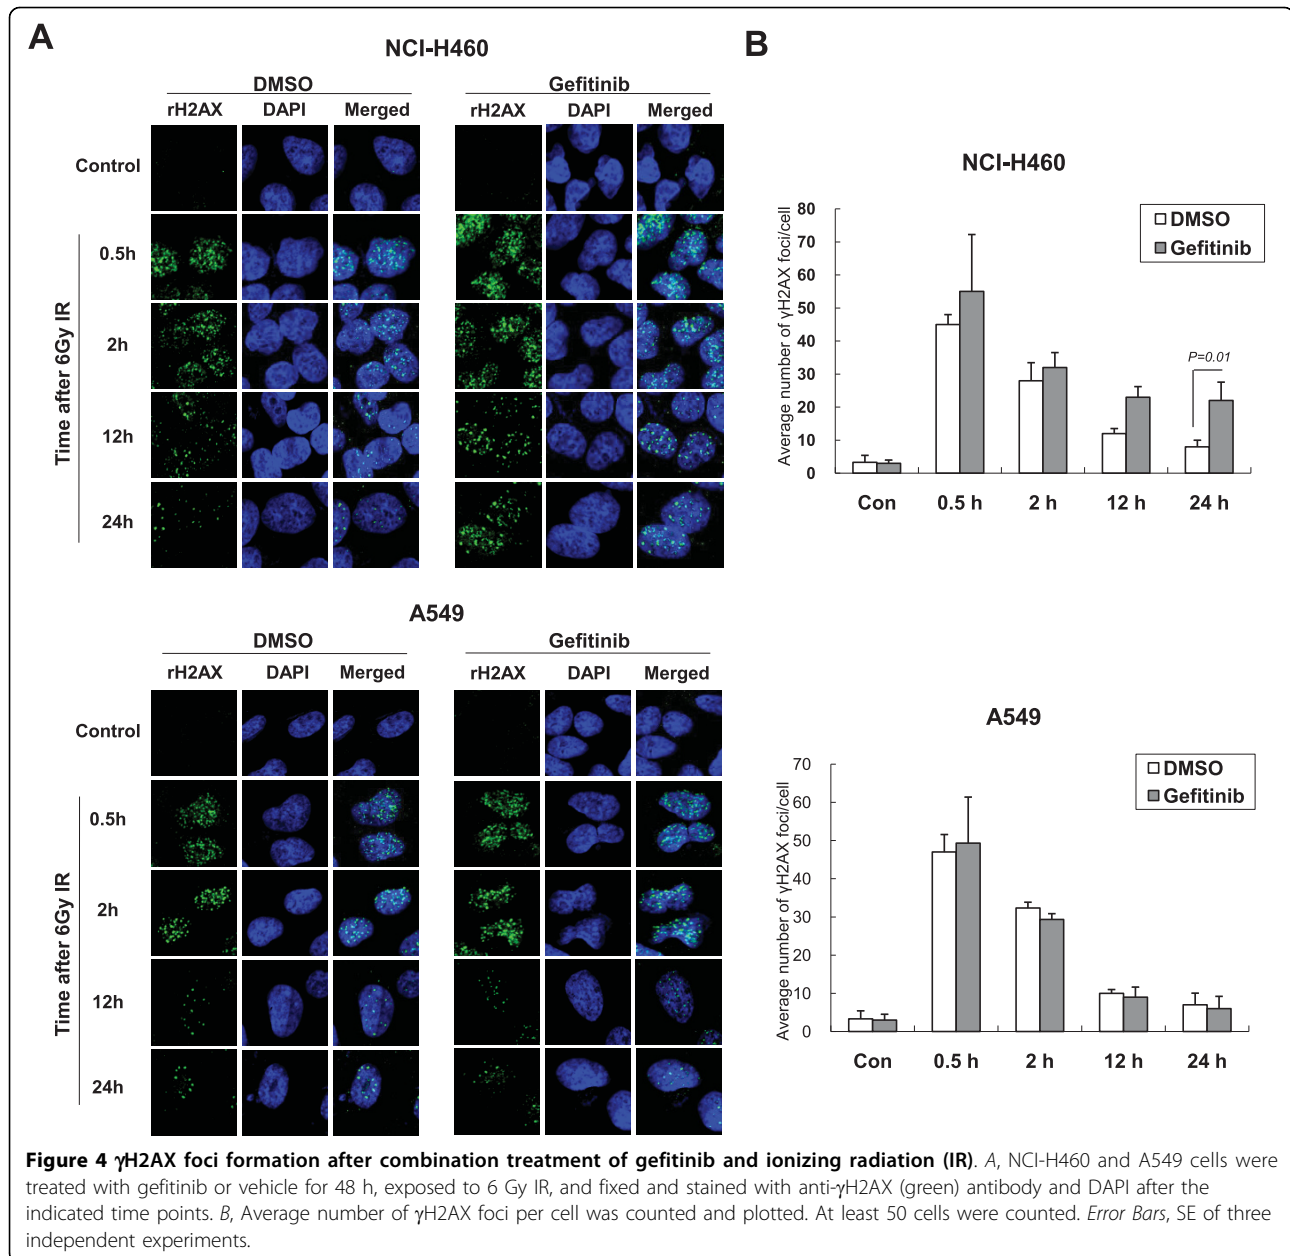 A
NCI-H460
DMSO
Gefitinib
rH2AX DAPI Merged
rH2AX DAPI Merged
Control
0.5h
2h
12h
24h
Time after 6Gy IR
A549
DMSO
Gefitinib
rH2AX DAPI Merged
rH2AX DAPI Merged
Control
0.5h
2h
12h
24h
Time after 6Gy IR
B
NCI-H460
Average number of γH2AX foci/cell
80
70
60
50
40
30
20
10
0
DMSO
Gefitinib
P=0.01
Con 0.5 h 2 h 12 h 24 h
A549
Average number of γH2AX foci/cell
70
60
50
40
30
20
10
0
DMSO
Gefitinib
Con 0.5 h 2 h 12 h 24 h
Figure 4 γH2AX foci formation after combination treatment of gefitinib and ionizing radiation (IR). A, NCI-H460 and A549 cells were
treated with gefitinib or vehicle for 48 h, exposed to 6 Gy IR, and fixed and stained with anti-γH2AX (green) antibody and DAPI after the
indicated time points. B, Average number of γH2AX foci per cell was counted and plotted. At least 50 cells were counted. Error Bars, SE of three
independent experiments.